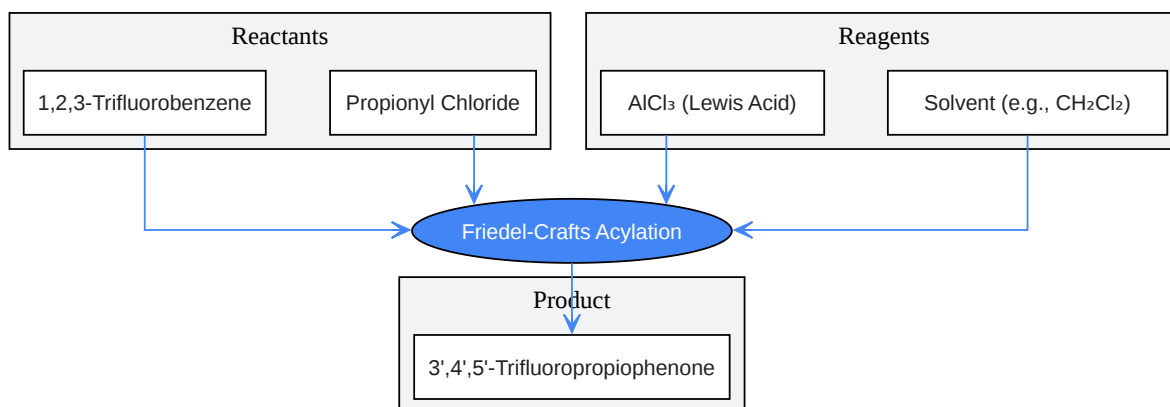 Reactants
Reagents
1,2,3-Trifluorobenzene
Propionyl Chloride
AlCl₃ (Lewis Acid)
Solvent (e.g., CH₂Cl₂)
Friedel-Crafts Acylation
Product
3',4',5'-Trifluoropropiophenone